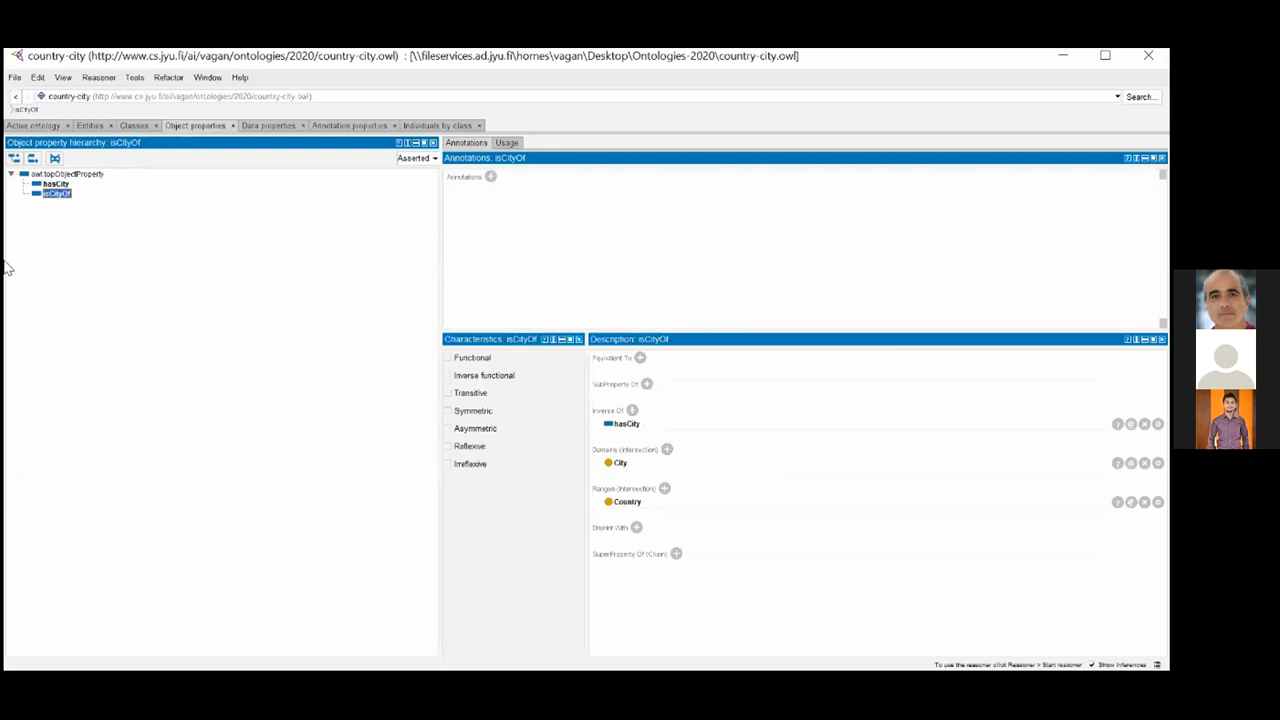 country-city (http://www.cs.jyu.fi/ai/vagan/ontologies/2020/country-city.owl) : [\\fileservices.ad.jyu.fi\homes\vagan\Desktop\Ontologies-2020\country-city.owl]
File Edit View Reasoner Tools Refactor Window Help
< country-city (http://www.cs.jyu.fi/ai/vagan/ontologies/2020/country-city.owl) Search...
isCityOf
Active ontology × Entities × Classes × Object properties × Data properties × Annotation properties × Individuals by class ×
Object property hierarchy: isCityOf
Asserted
owl:topObjectProperty
hasCity
isCityOf
Annotations Usage
Annotations: isCityOf
Annotations
Characteristics: isCityOf
Functional
Inverse functional
Transitive
Symmetric
Asymmetric
Reflexive
Irreflexive
Description: isCityOf
Equivalent To
SubProperty Of
Inverse Of
hasCity
Domains (intersection)
City
Ranges (intersection)
Country
Disjoint With
SuperProperty Of (Chain)
To use the reasoner click Reasoner > Start reasoner Show Inferences